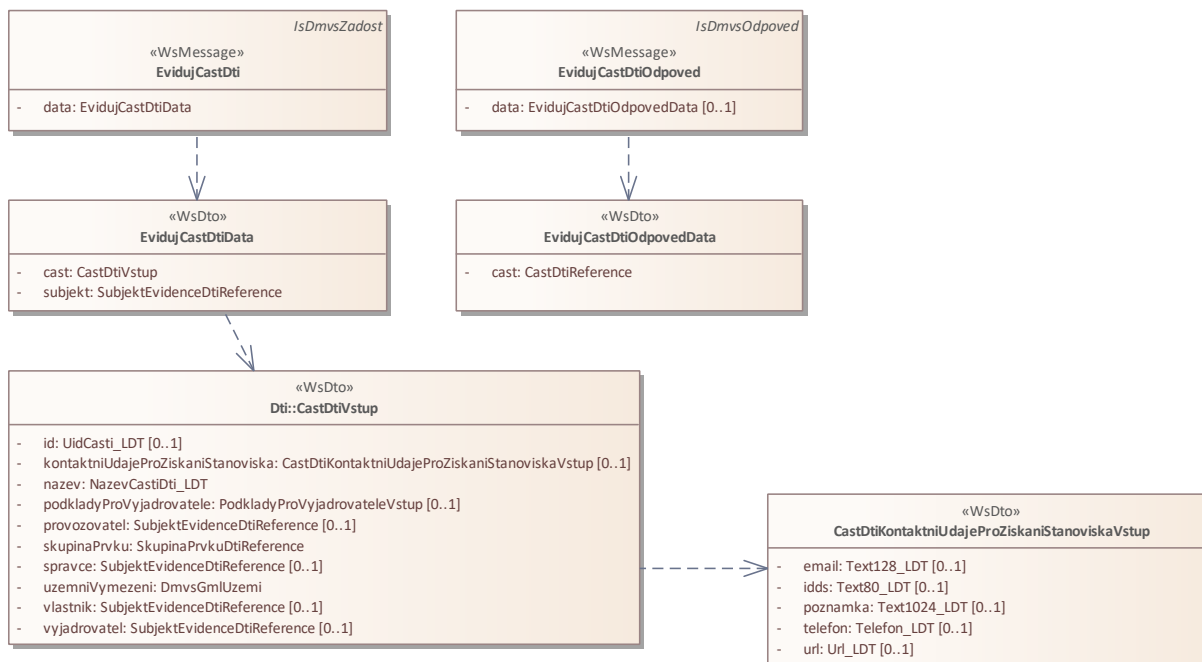 IsDmvsZadost
«WsMessage»
EvidujCastDti
- data: EvidujCastDtiData
IsDmvsOdpoved
«WsMessage»
EvidujCastDtiOdpoved
- data: EvidujCastDtiOdpovedData [0..1]
«WsDto»
EvidujCastDtiData
- cast: CastDtiVstup
- subjekt: SubjektEvidenceDtiReference
«WsDto»
EvidujCastDtiOdpovedData
- cast: CastDtiReference
«WsDto»
Dti::CastDtiVstup
- id: UidCasti_LDT [0..1]
- kontaktniUdajeProZiskaniStanoviska: CastDtiKontaktniUdajeProZiskaniStanoviskaVstup [0..1]
- nazev: NazevCastiDti_LDT
- podkladyProVyjadrovatele: PodkladyProVyjadrovateleVstup [0..1]
- provozovatel: SubjektEvidenceDtiReference [0..1]
- skupinaPrvku: SkupinaPrvkuDtiReference
- spravce: SubjektEvidenceDtiReference [0..1]
- uzemniVymezeni: DmvsGmlUzemi
- vlastnik: SubjektEvidenceDtiReference [0..1]
- vyjadrovatel: SubjektEvidenceDtiReference [0..1]
«WsDto»
CastDtiKontaktniUdajeProZiskaniStanoviskaVstup
- email: Text128_LDT [0..1]
- idds: Text80_LDT [0..1]
- poznamka: Text1024_LDT [0..1]
- telefon: Telefon_LDT [0..1]
- url: Url_LDT [0..1]